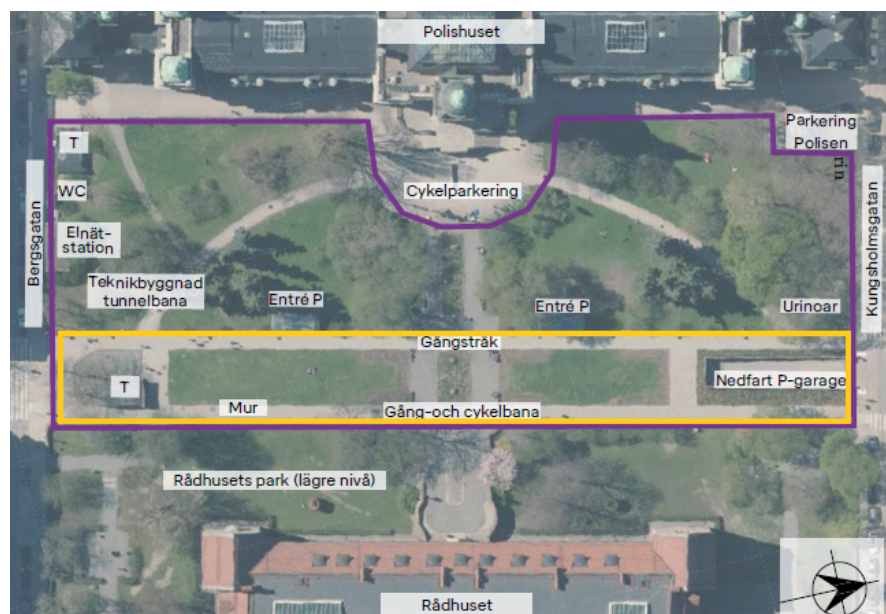 Polishuset
Parkering
Polisen
T
rin
WC
Cykelparkering
Bergsgatan
Kungsholmsgatan
Elnät-
station
Teknikbyggnad
tunnelbana
Entré P
Entré P
Urinoar
Gångstråk
T
Nedfart P-garage
Mur
Gång-och cykelbana
Rådhusets park (lägre nivå)
Rådhuset